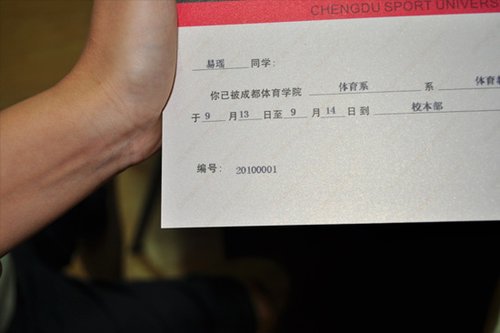 CHENGDU SPORT UNIVERS
易瑶 同学:
你已被成都体育学院 体育系 系 体育教
于 9 月 13 日至 9 月 14 日到 校本部
编号: 20100001